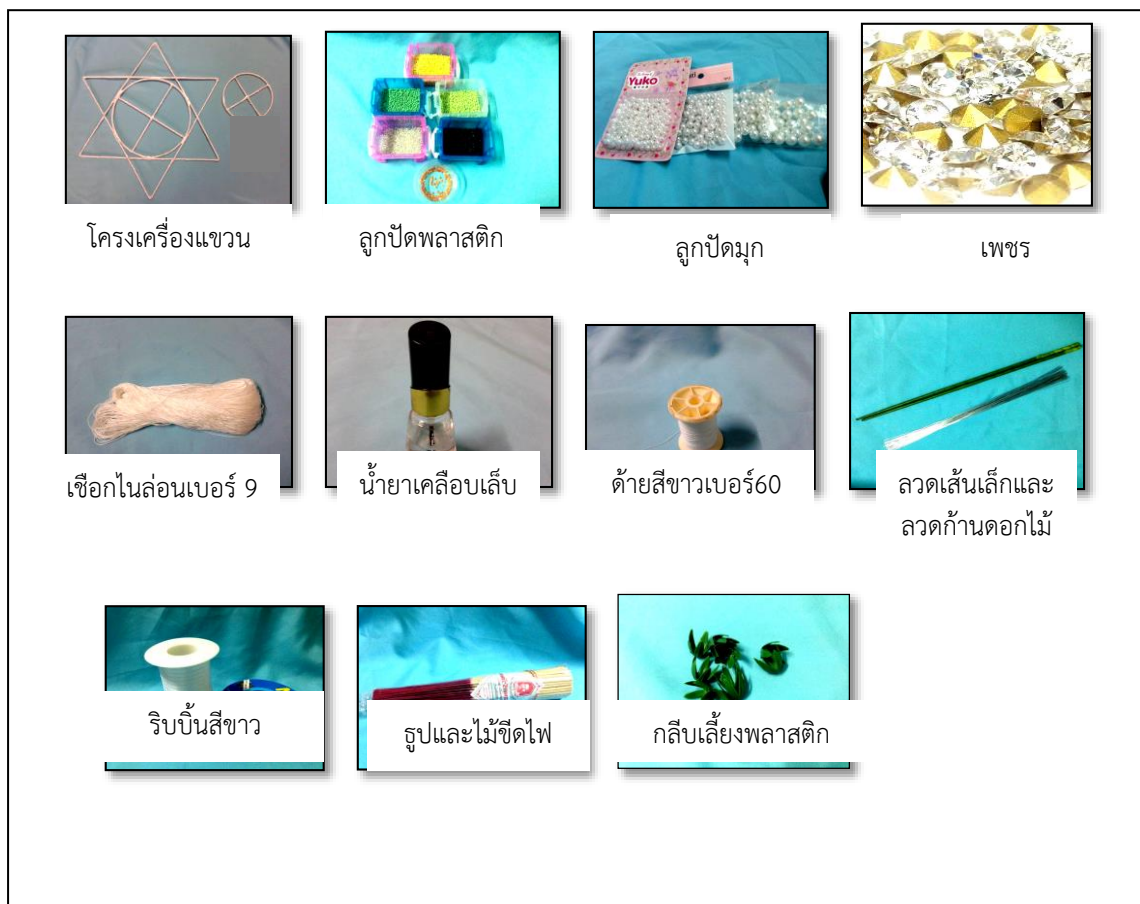 Yuko
โครงเครื่องแขวน
ลูกปัดพลาสติก
ลูกปัดมุก
เพชร
เชือกไนล่อนเบอร์ 9
น้ำยาเคลือบเล็บ
ด้ายสีขาวเบอร์60
ลวดเส้นเล็กและ
ลวดก้านดอกไม้
ริบบิ้นสีขาว
ธูปและไม้ขีดไฟ
กลีบเลี้ยงพลาสติก